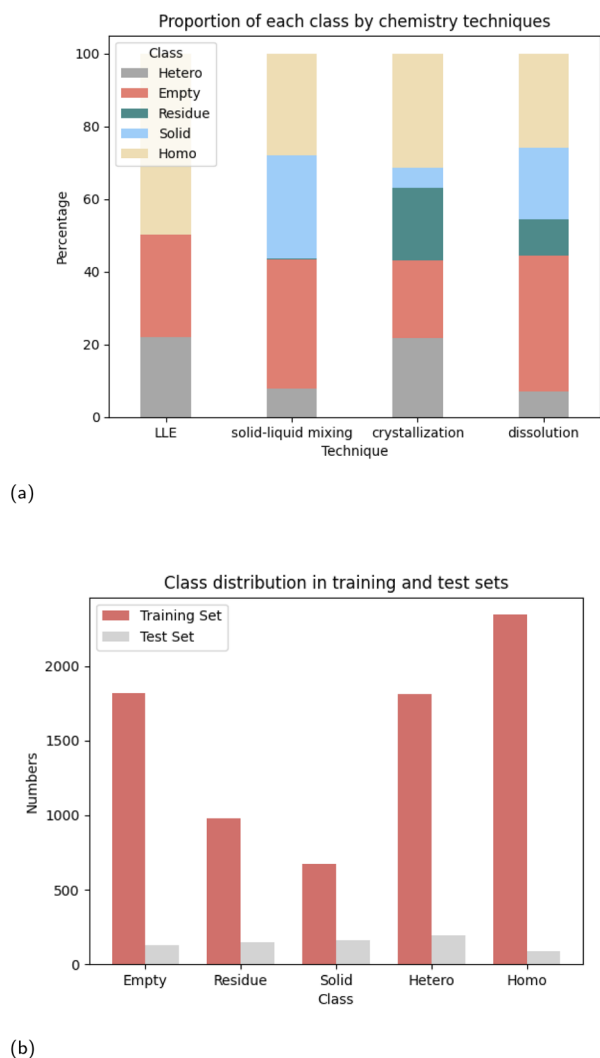 Proportion of each class by chemistry techniques
100
80
60
40
20
0
Percentage
Class
Hetero
Empty
Residue
Solid
Homo
LLE solid-liquid mixing crystallization dissolution
Technique
(a)
Class distribution in training and test sets
Training Set
Test Set
2000
1500
1000
500
0
Numbers
Empty Residue Solid Hetero Homo
Class
(b)